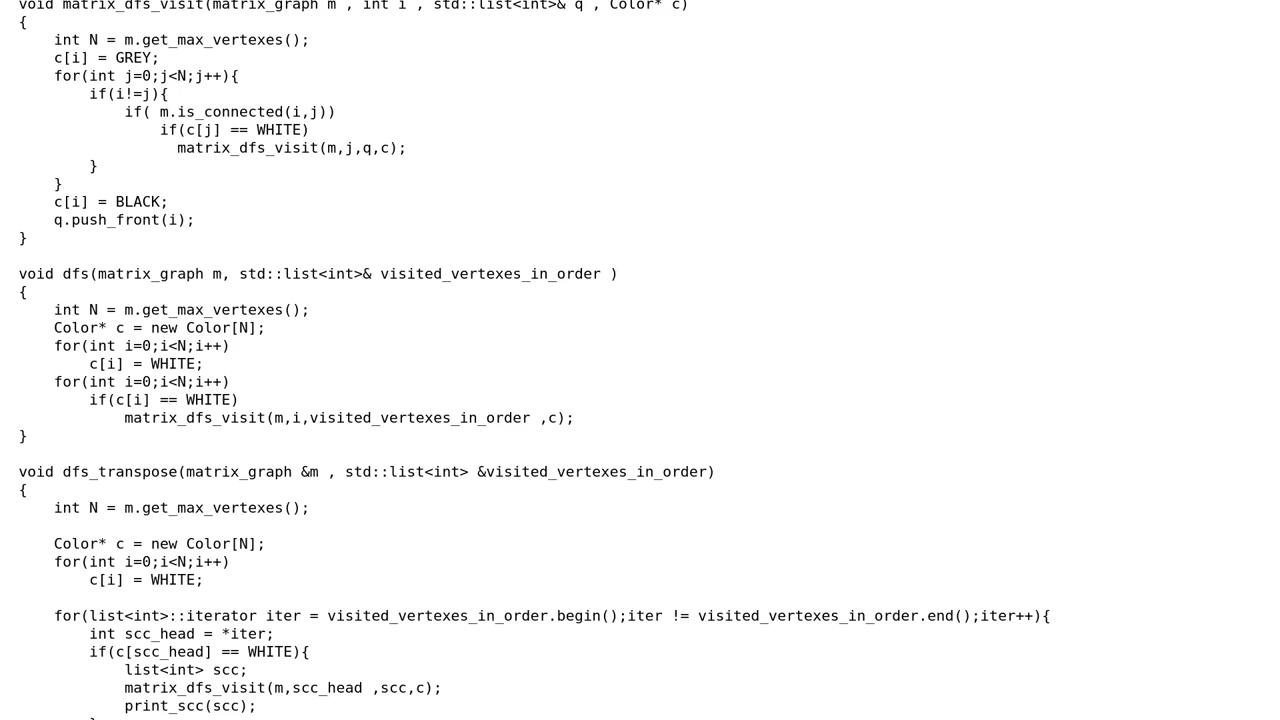 void matrix_dfs_visit(matrix_graph m , int i , std::list<int>& q , Color* c)
{
    int N = m.get_max_vertexes();
    c[i] = GREY;
    for(int j=0;j<N;j++){
        if(i!=j){
            if( m.is_connected(i,j))
                if(c[j] == WHITE)
                  matrix_dfs_visit(m,j,q,c);
        }
    }
    c[i] = BLACK;
    q.push_front(i);
}

void dfs(matrix_graph m, std::list<int>& visited_vertexes_in_order )
{
    int N = m.get_max_vertexes();
    Color* c = new Color[N];
    for(int i=0;i<N;i++)
        c[i] = WHITE;
    for(int i=0;i<N;i++)
        if(c[i] == WHITE)
            matrix_dfs_visit(m,i,visited_vertexes_in_order ,c);
}

void dfs_transpose(matrix_graph &m , std::list<int> &visited_vertexes_in_order)
{
    int N = m.get_max_vertexes();

    Color* c = new Color[N];
    for(int i=0;i<N;i++)
        c[i] = WHITE;

    for(list<int>::iterator iter = visited_vertexes_in_order.begin();iter != visited_vertexes_in_order.end();iter++){
        int scc_head = *iter;
        if(c[scc_head] == WHITE){
            list<int> scc;
            matrix_dfs_visit(m,scc_head ,scc,c);
            print_scc(scc);
        }